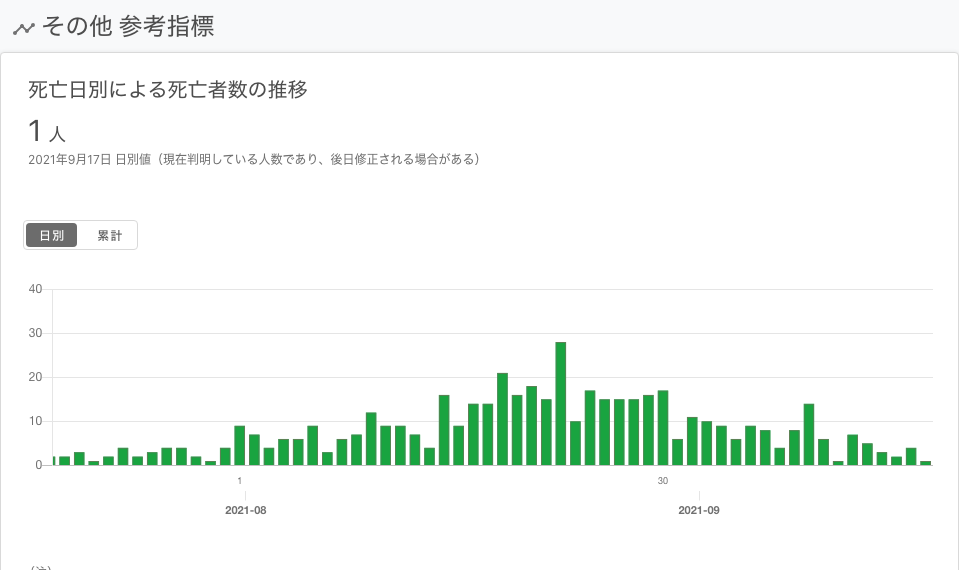 その他 参考指標
死亡日別による死亡者数の推移
1 人
2021年9月17日 日別値（現在判明している人数であり、後日修正される場合がある）
日別 累計
40
30
20
10
0
1 30
2021-08 2021-09
（注）